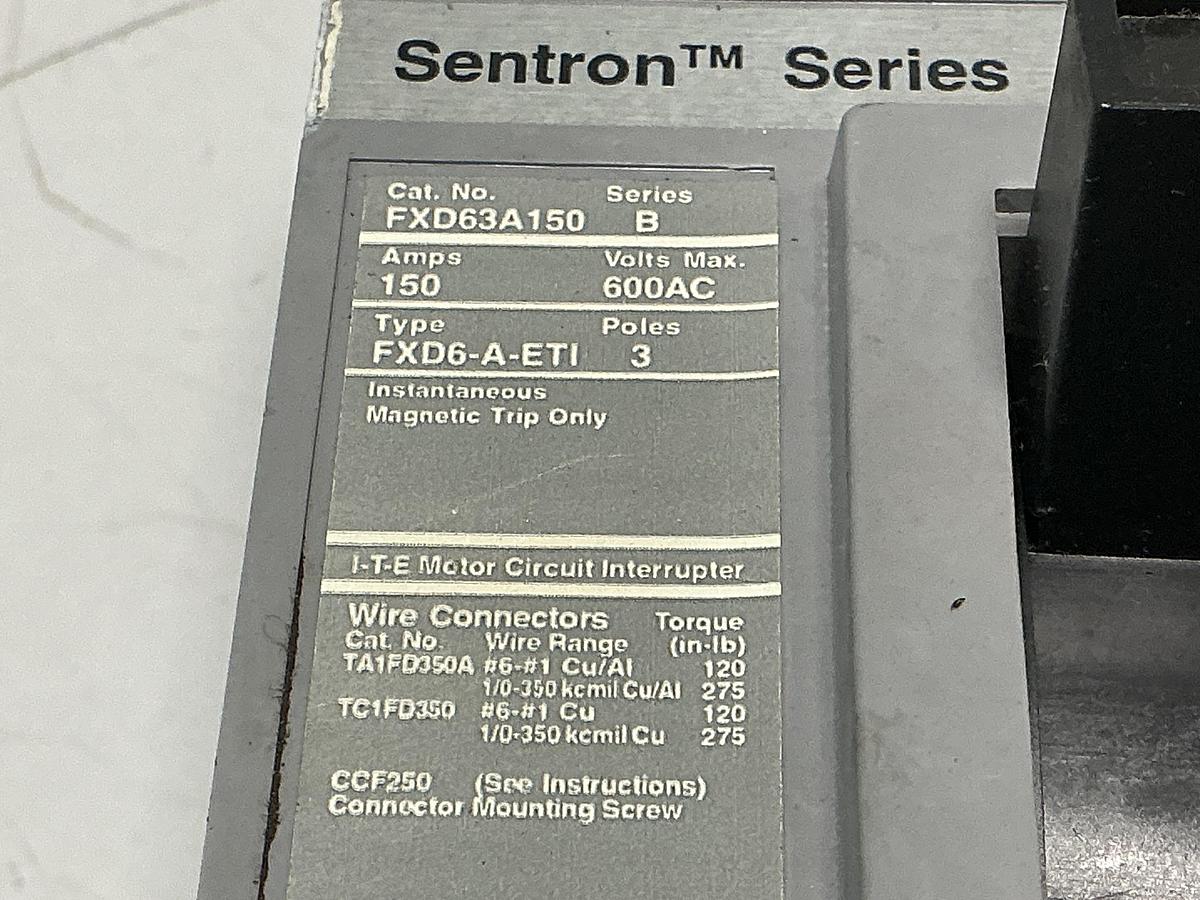 Sentron™ Series
Cat. No. Series
FXD63A150 B
Amps Volts Max.
150 600AC
Type Poles
FXD6-A-ETI 3
Instantaneous
Magnetic Trip Only
I-T-E Motor Circuit Interrupter
Wire Connectors Torque
Cat. No. Wire Range (in-lb)
TA1FD350A #6-#1 Cu/Al 120
1/0-350 kcmil Cu/Al 275
TC1FD350 #6-#1 Cu 120
1/0-350 kcmil Cu 275
CCF250 (See Instructions)
Connector Mounting Screw